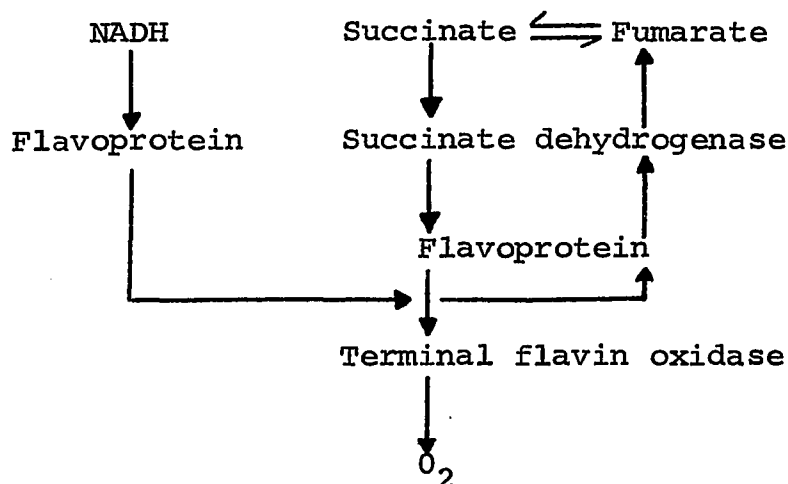 NADH Succinate ⇌ Fumarate
Flavoprotein Succinate dehydrogenase
Flavoprotein
Terminal flavin oxidase
O2